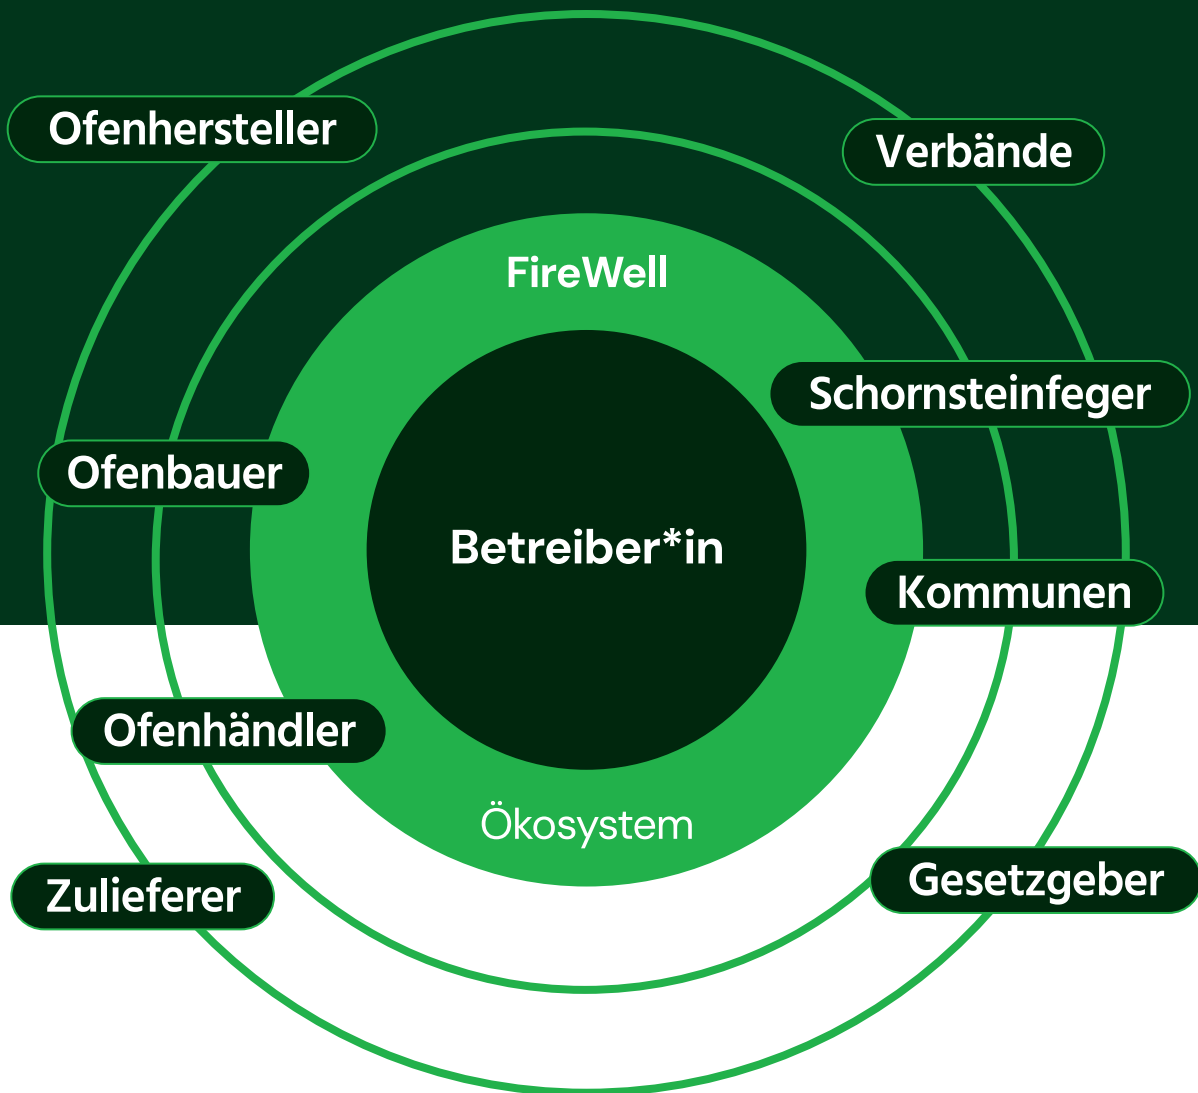 Ofenhersteller
Verbände
FireWell
Schornsteinfeger
Ofenbauer
Betreiber*in
Kommunen
Ofenhändler
Ökosystem
Zulieferer
Gesetzgeber